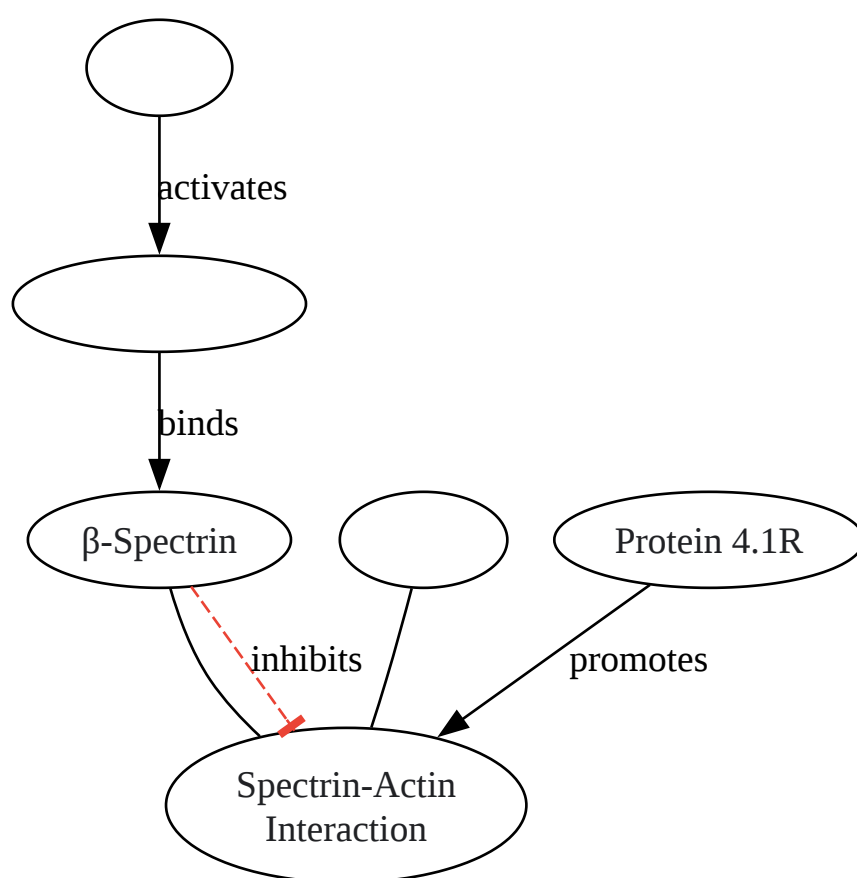 activates
binds
β-Spectrin
Protein 4.1R
inhibits
promotes
Spectrin-Actin
Interaction